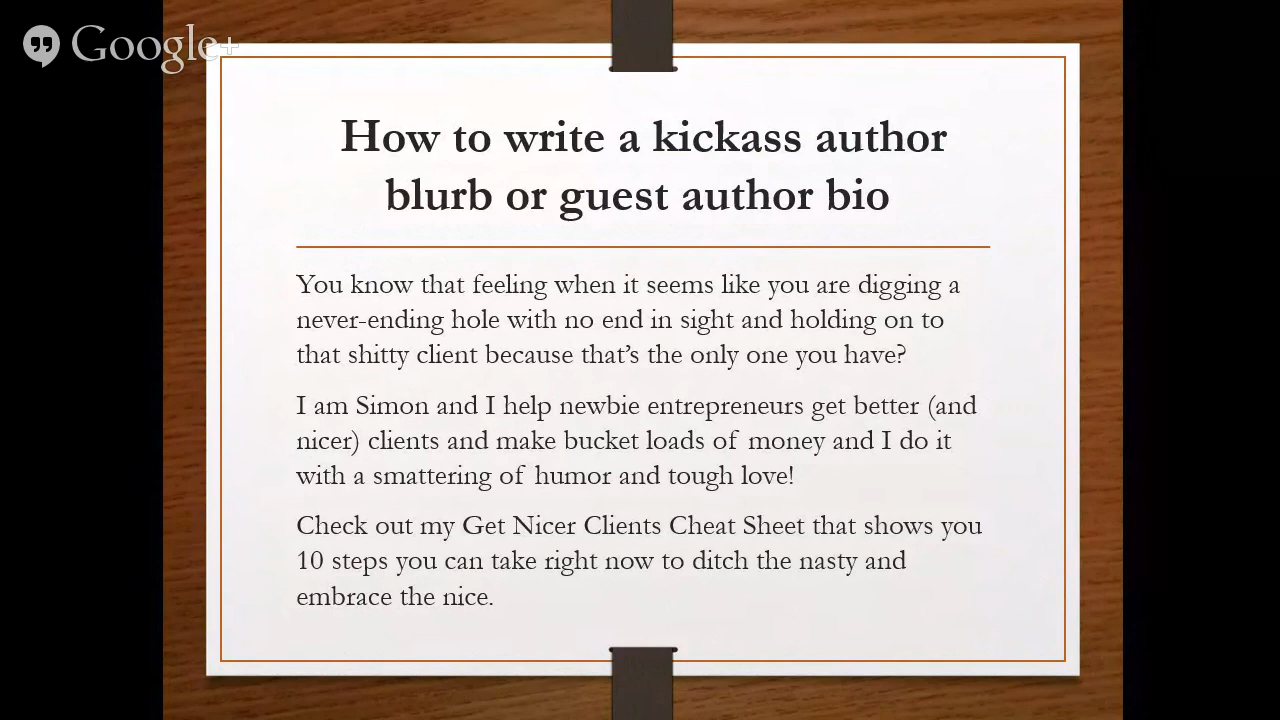 Google+
How to write a kickass author
blurb or guest author bio
You know that feeling when it seems like you are digging a
never-ending hole with no end in sight and holding on to
that shitty client because that’s the only one you have?
I am Simon and I help newbie entrepreneurs get better (and
nicer) clients and make bucket loads of money and I do it
with a smattering of humor and tough love!
Check out my Get Nicer Clients Cheat Sheet that shows you
10 steps you can take right now to ditch the nasty and
embrace the nice.